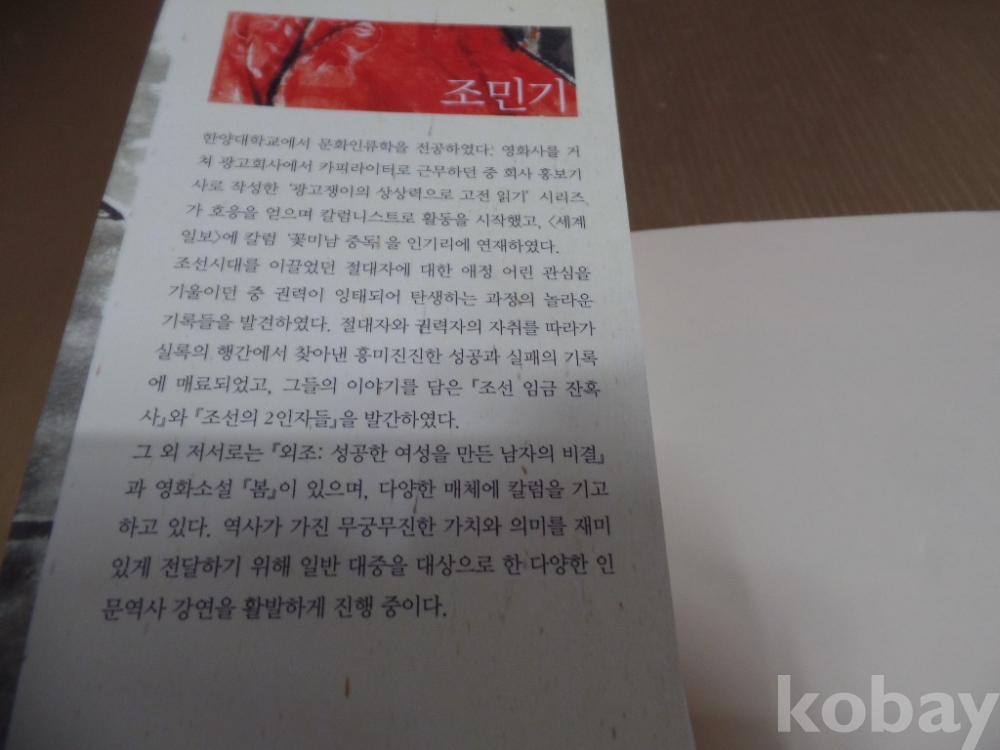 조민기
한양대학교에서 문화인류학을 전공하였다. 영화사를 거
쳐 광고회사에서 카피라이터로 근무하던 중 회사 홍보기
사로 작성한 '광고쟁이의 상상력으로 고전 읽기' 시리즈
가 호응을 얻으며 칼럼니스트로 활동을 시작했고, 〈세계
일보〉에 칼럼 '꽃미남 중독'을 인기리에 연재하였다.
조선시대를 이끌었던 절대자에 대한 애정 어린 관심을
기울이던 중 권력이 잉태되어 탄생하는 과정의 놀라운
기록들을 발견하였다. 절대자와 권력자의 자취를 따라가
실록의 행간에서 찾아낸 흥미진진한 성공과 실패의 기록
에 매료되었고, 그들의 이야기를 담은 『조선 임금 잔혹
사』와 『조선의 2인자들』을 발간하였다.
그 외 저서로는 『외조: 성공한 여성을 만든 남자의 비결』
과 영화소설 『봄』이 있으며, 다양한 매체에 칼럼을 기고
하고 있다. 역사가 가진 무궁무진한 가치와 의미를 재미
있게 전달하기 위해 일반 대중을 대상으로 한 다양한 인
문역사 강연을 활발하게 진행 중이다.
kobay